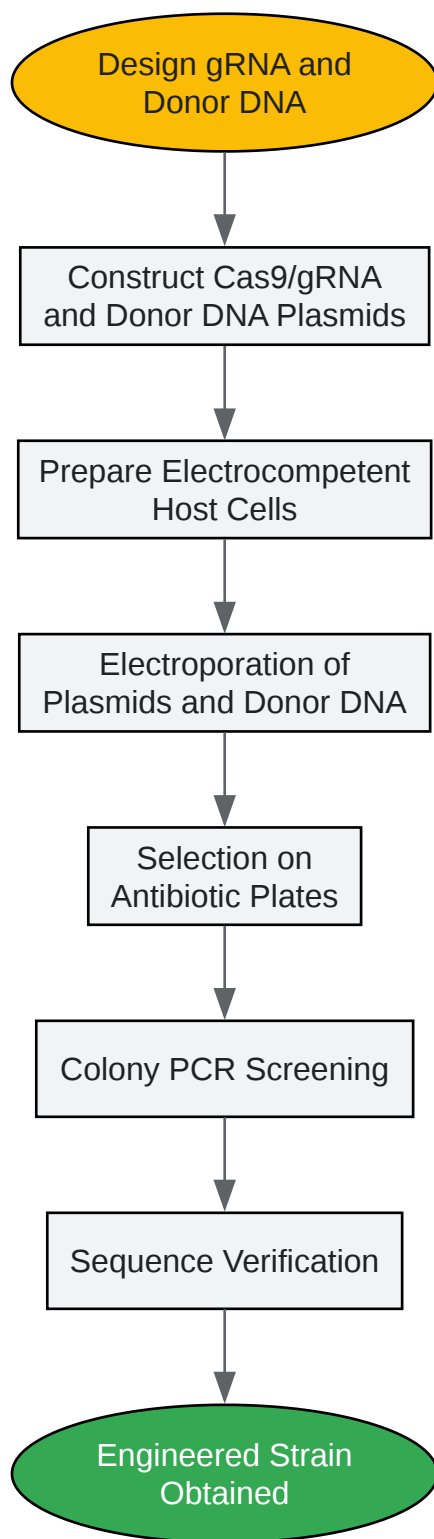 Design gRNA and
Donor DNA
Construct Cas9/gRNA
and Donor DNA Plasmids
Prepare Electrocompetent
Host Cells
Electroporation of
Plasmids and Donor DNA
Selection on
Antibiotic Plates
Colony PCR Screening
Sequence Verification
Engineered Strain
Obtained